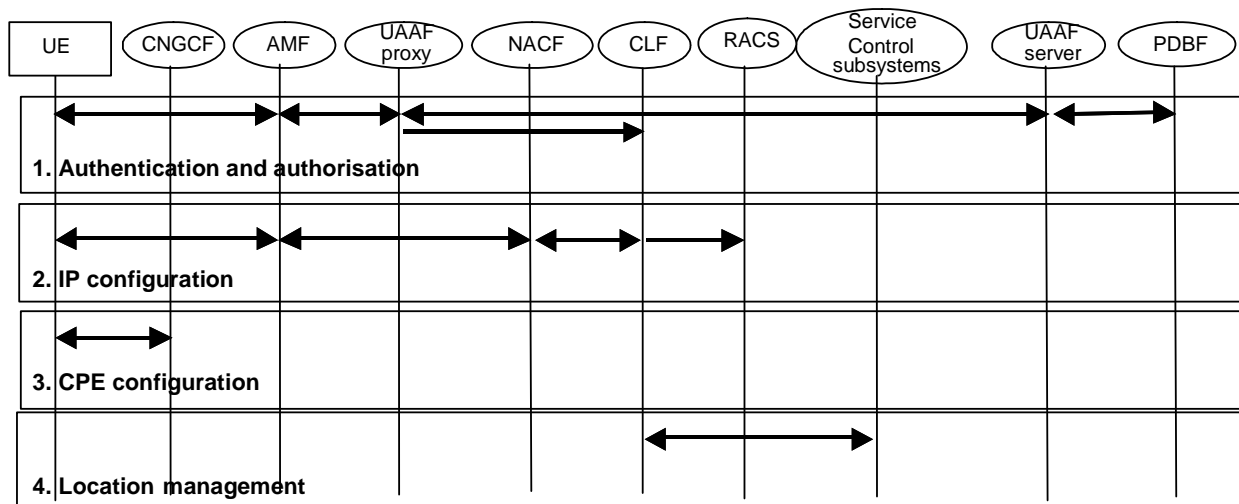 UE
CNGCF
AMF
UAAF
proxy
NACF
CLF
RACS
Service
Control
subsystems
UAAF
server
PDBF
1. Authentication and authorisation
2. IP configuration
3. CPE configuration
4. Location management